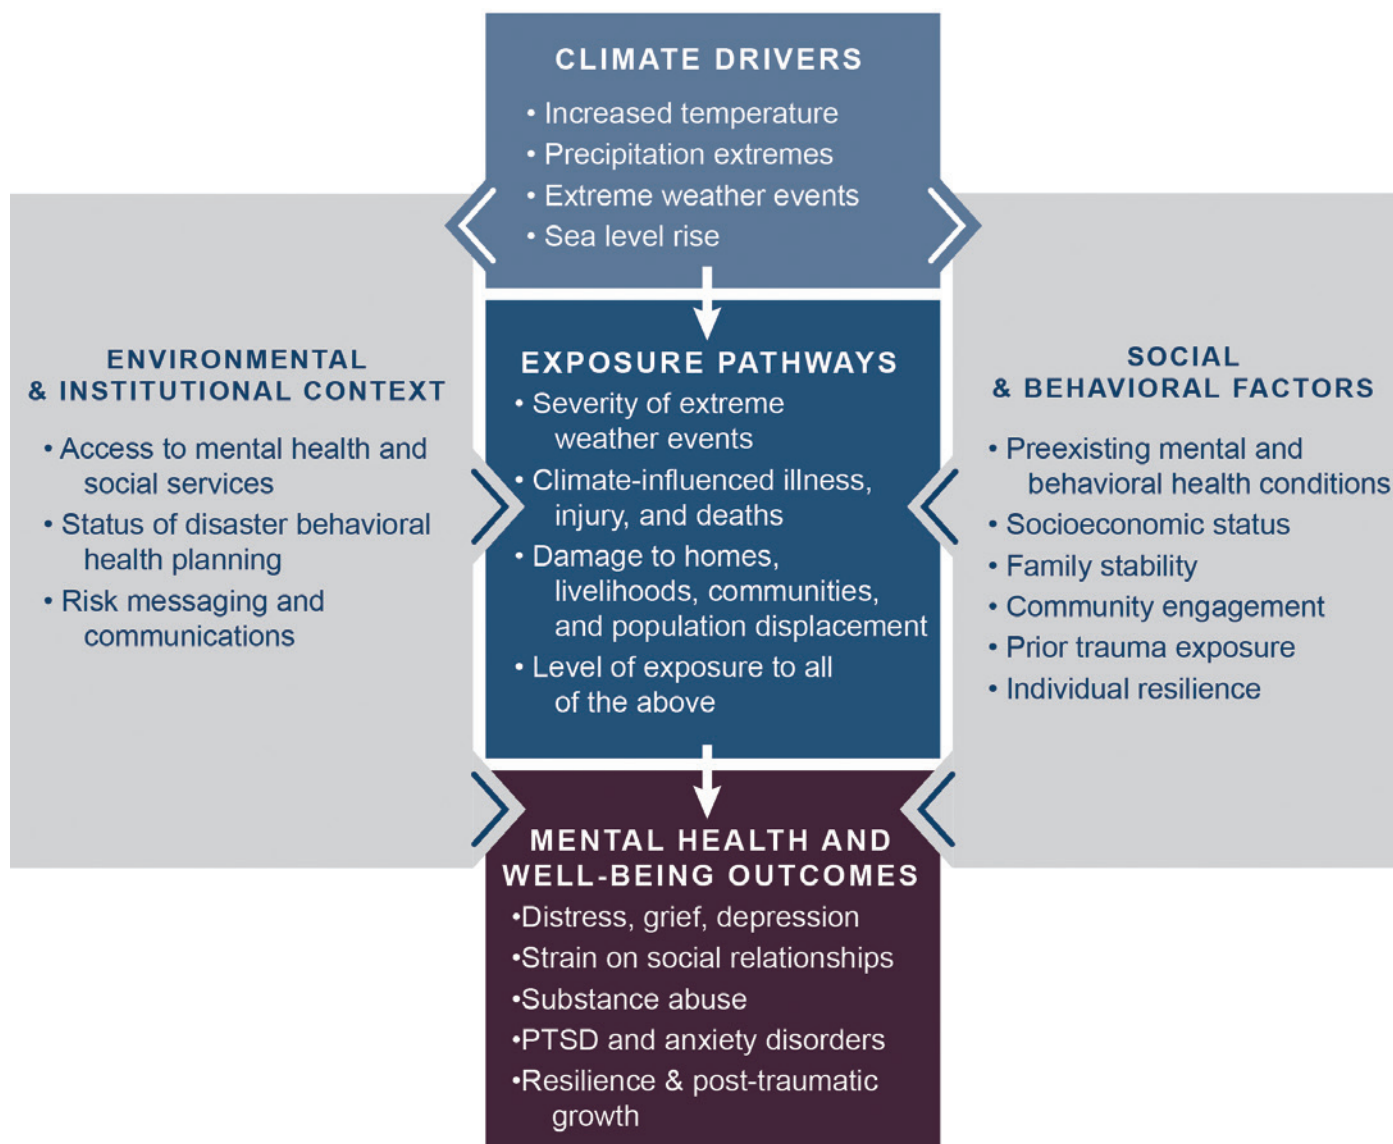 CLIMATE DRIVERS
• Increased temperature
• Precipitation extremes
• Extreme weather events
• Sea level rise
ENVIRONMENTAL
& INSTITUTIONAL CONTEXT
• Access to mental health and
social services
• Status of disaster behavioral
health planning
• Risk messaging and
communications
EXPOSURE PATHWAYS
• Severity of extreme
weather events
• Climate-influenced illness,
injury, and deaths
• Damage to homes,
livelihoods, communities,
and population displacement
• Level of exposure to all
of the above
SOCIAL
& BEHAVIORAL FACTORS
• Preexisting mental and
behavioral health conditions
• Socioeconomic status
• Family stability
• Community engagement
• Prior trauma exposure
• Individual resilience
MENTAL HEALTH AND
WELL-BEING OUTCOMES
•Distress, grief, depression
•Strain on social relationships
•Substance abuse
•PTSD and anxiety disorders
•Resilience & post-traumatic
growth